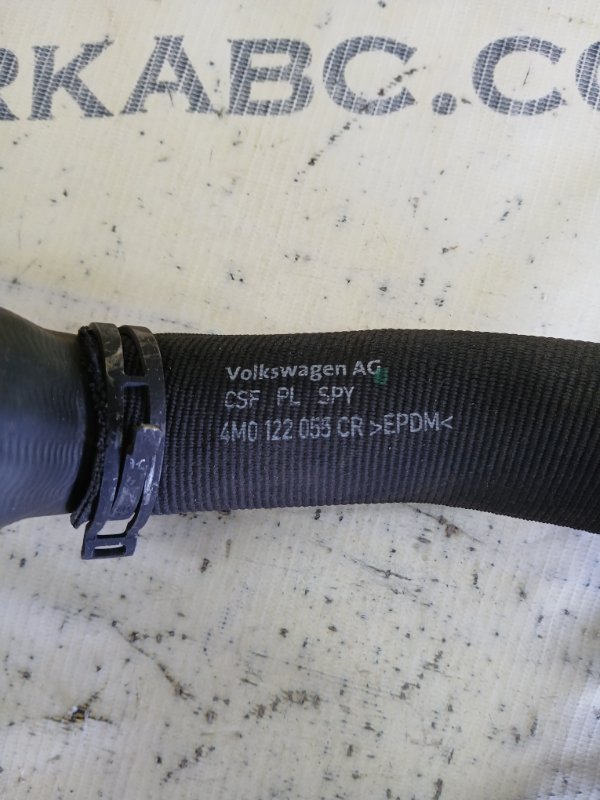 RKABC.CO
Volkswagen AG
CSF PL SPY
4M0 122 055 CR >EPDM<